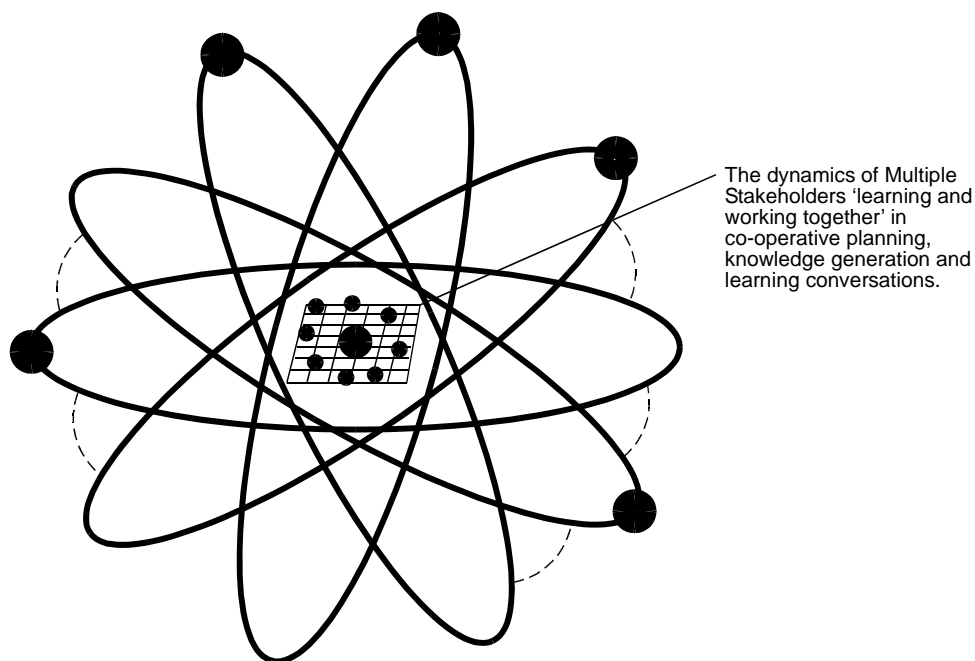 The dynamics of Multiple
Stakeholders ‘learning and
working together’ in
co-operative planning,
knowledge generation and
learning conversations.